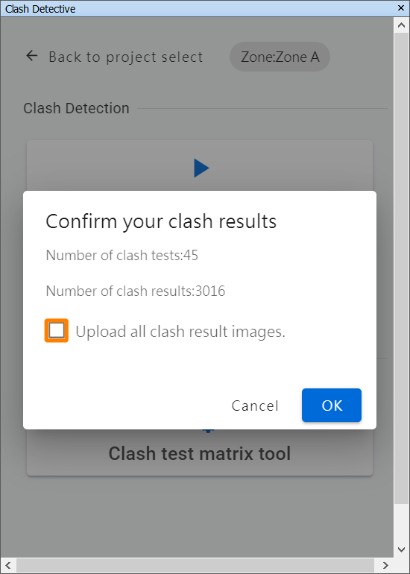 Clash Detective
Back to project select
Zone:Zone A
Clash Detection
Confirm your clash results
Number of clash tests:45
Number of clash results:3016
Upload all clash result images.
Cancel
OK
Clash test matrix tool